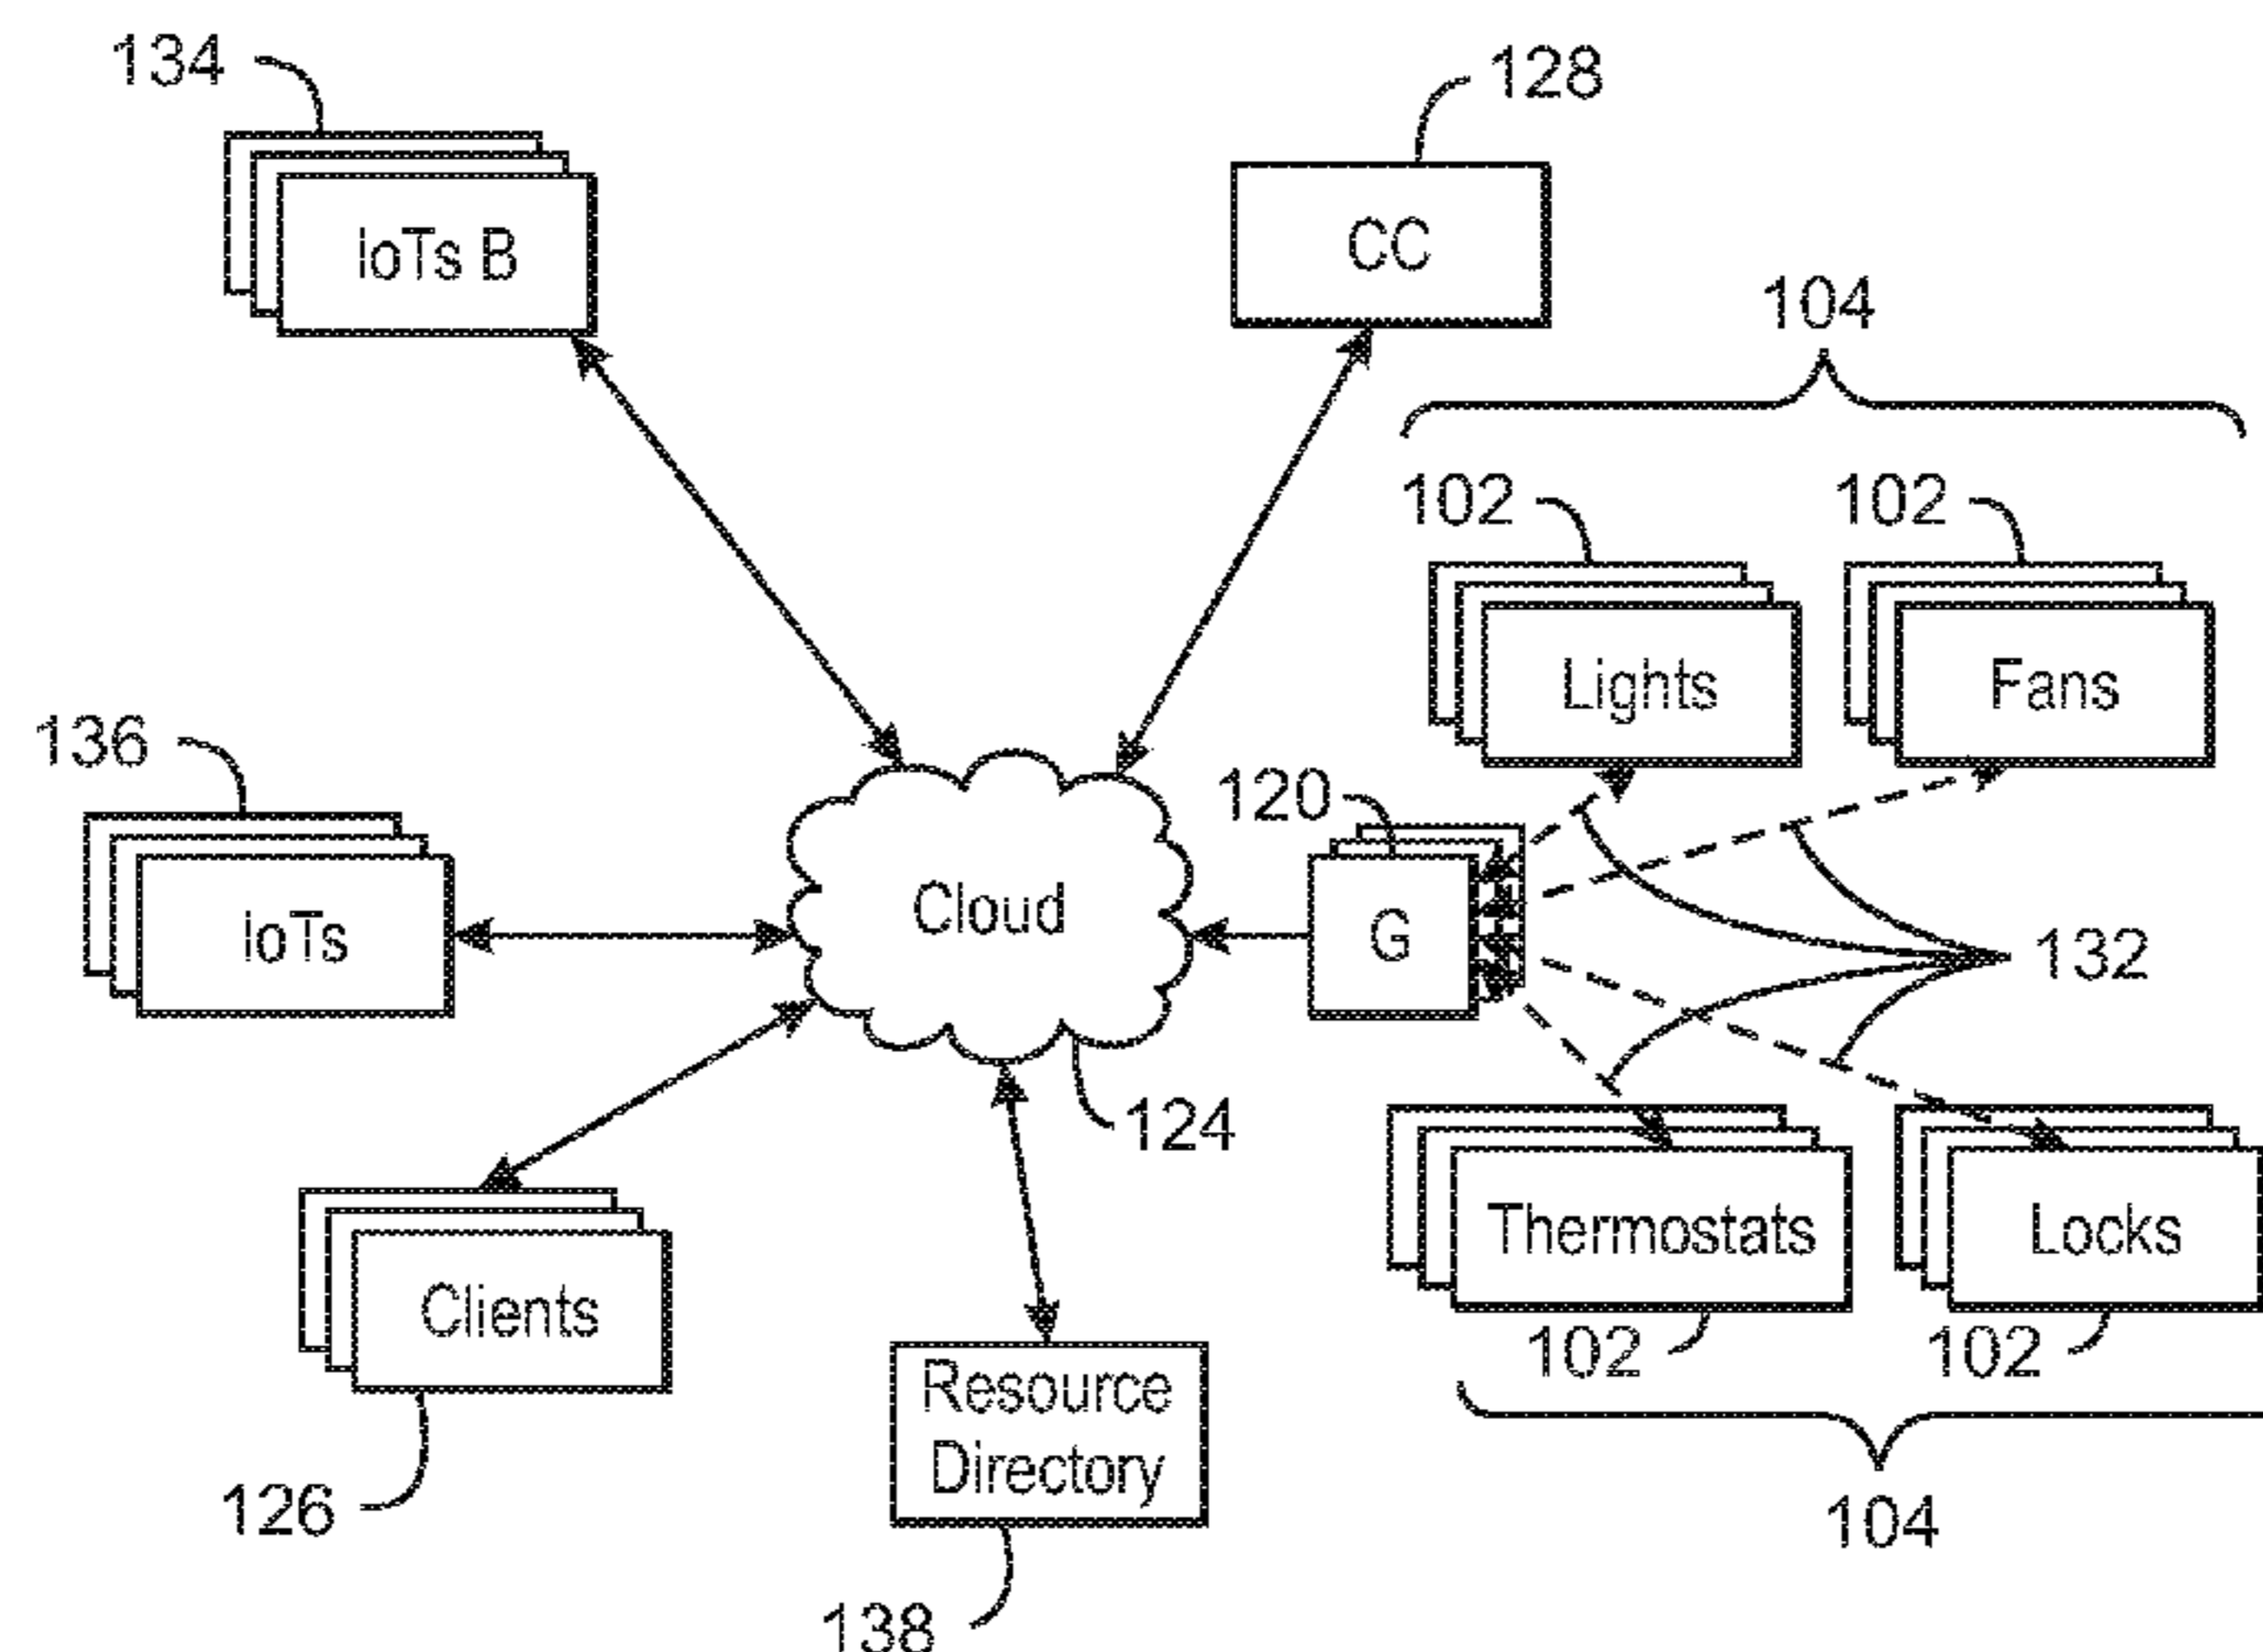 134
128
IoTs B
CC
104
102
102
Lights
Fans
136
120
IoTs
Cloud
G
132
124
Clients
Thermostats
Locks
102
102
Resource
Directory
126
104
138